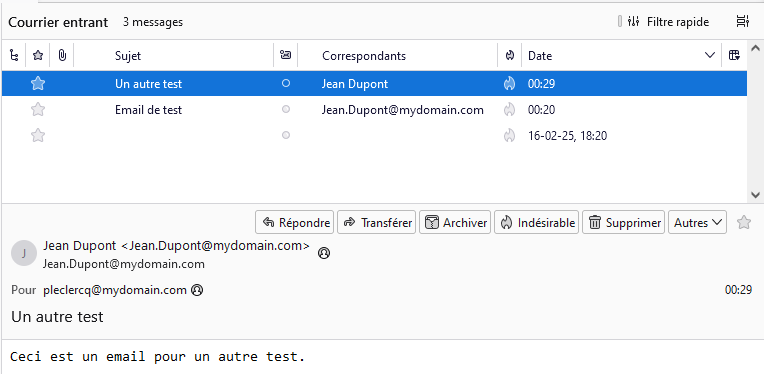 Courrier entrant 3 messages Filtre rapide
Sujet Correspondants Date
Un autre test Jean Dupont 00:29
Email de test Jean.Dupont@mydomain.com 00:20
16-02-25, 18:20
Répondre Transférer Archiver Indésirable Supprimer Autres
J Jean Dupont <Jean.Dupont@mydomain.com>
Jean.Dupont@mydomain.com
Pour pleclercq@mydomain.com 00:29
Un autre test
Ceci est un email pour un autre test.